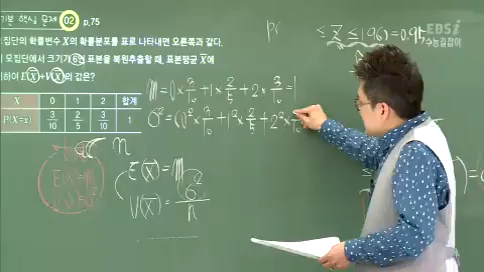 기본 핵심 문제 02 p.75
모집단의 확률변수 X의 확률분포를 표로 나타내면 오른쪽과 같다.
모집단에서 크기가 6인 표본을 복원추출할 때, 표본평균 X̄에
하여 E(X̄)+V(X̄)의 값은?
X 0 1 2 합계
P(X=x) 3/10 2/5 3/10 1
pr
≤ Z ≤ 1.96) = 0.95
EBSi
수능길잡이
m = 0×3/10 + 1×2/5 + 2×3/10 = 1
σ² = (0²×3/10 + 1²×2/5 + 2²×
n
E(X̄) = m
V(X̄) = σ²/n